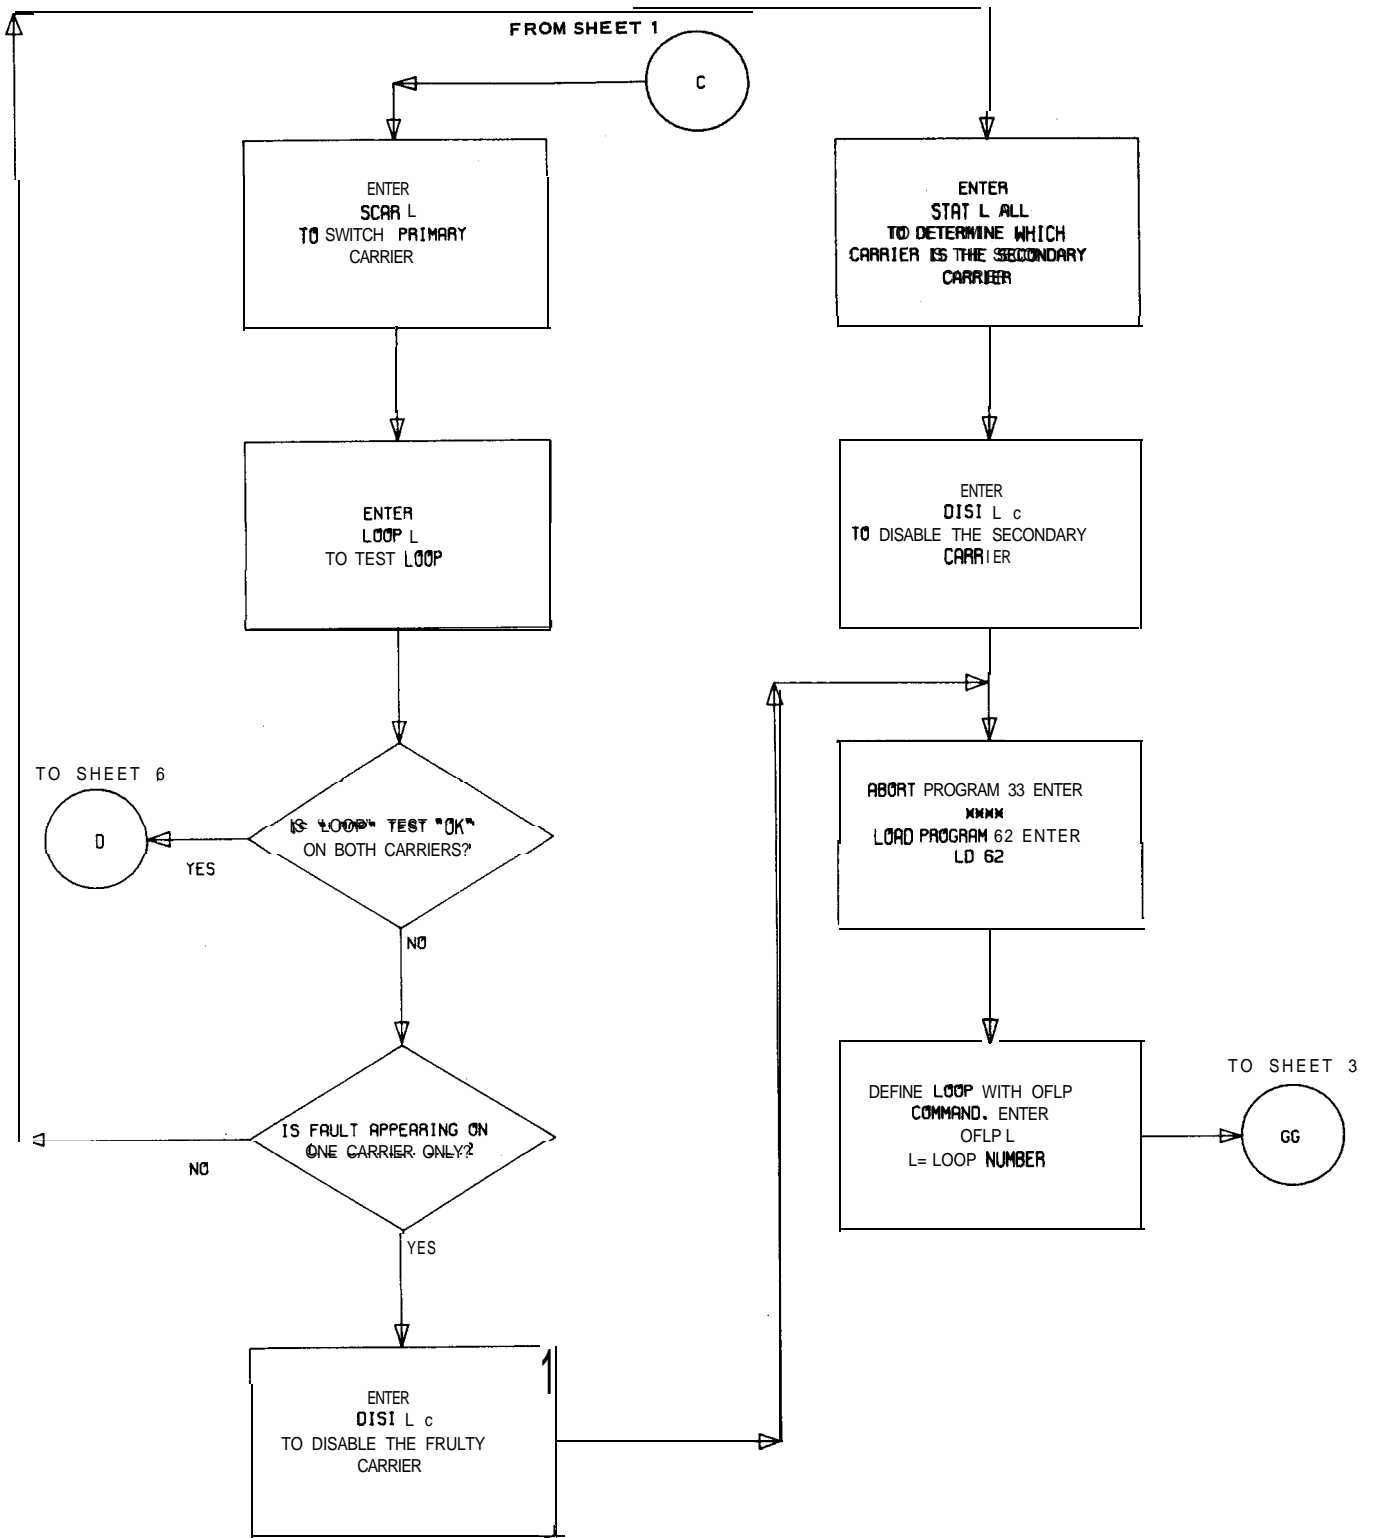 FROM SHEET 1
C
ENTER
SCAR L
TO SWITCH PRIMARY
CARRIER
ENTER
LOOP L
TO TEST LOOP
IS "LOOP" TEST "OK"
ON BOTH CARRIERS?
YES
TO SHEET 6
D
NO
IS FAULT APPEARING ON
ONE CARRIER ONLY?
NO
YES
ENTER
DISI L c
TO DISABLE THE FRULTY
CARRIER
ENTER
STAT L ALL
TO DETERMINE WHICH
CARRIER IS THE SECONDARY
CARRIER
ENTER
DISI L c
TO DISABLE THE SECONDARY
CARRIER
ABORT PROGRAM 33 ENTER
****
LOAD PROGRAM 62 ENTER
LD 62
DEFINE LOOP WITH OFLP
COMMAND. ENTER
OFLP L
L= LOOP NUMBER
TO SHEET 3
GG